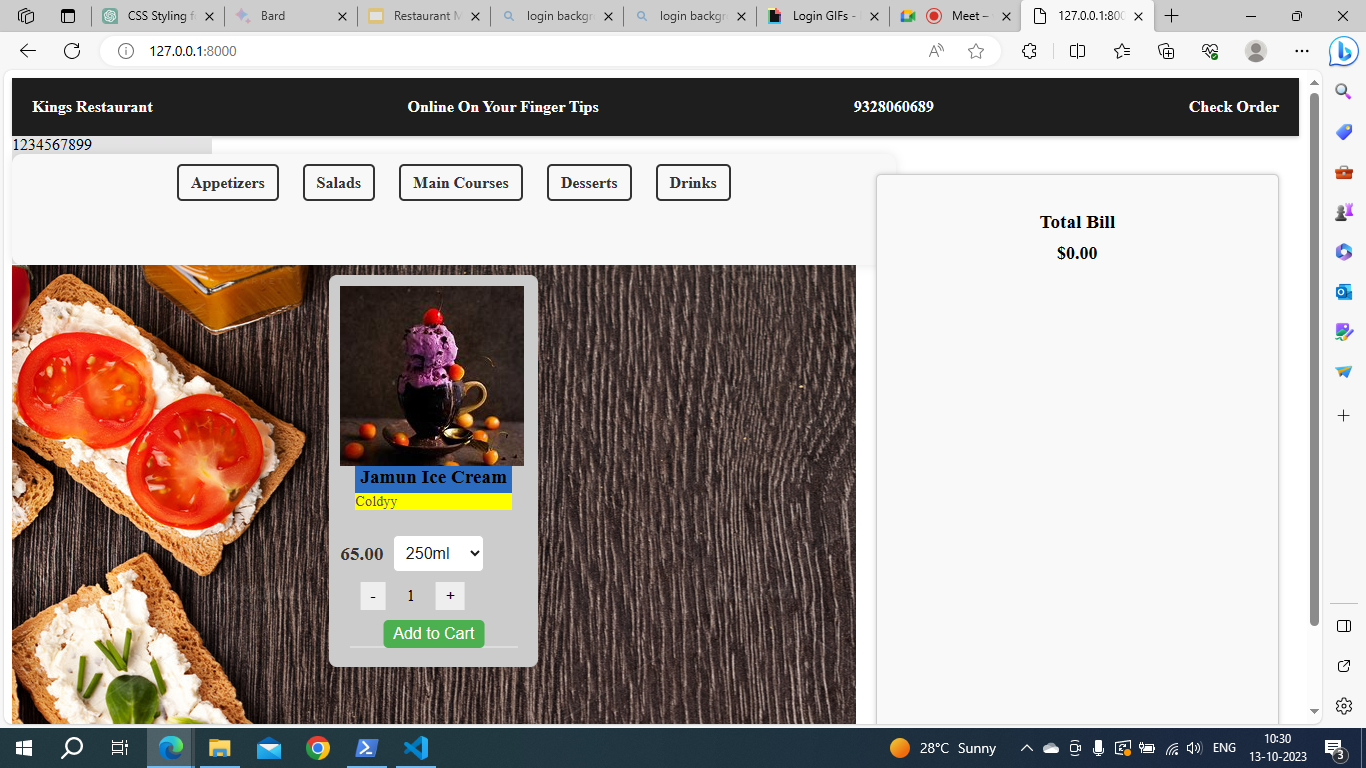 CSS Styling fa
Bard
Restaurant M
login backgr
login backgr
Login GIFs -
Meet –
127.0.0.1:800
127.0.0.1:8000
Kings Restaurant
Online On Your Finger Tips
9328060689
Check Order
1234567899
Appetizers
Salads
Main Courses
Desserts
Drinks
Total Bill
$0.00
Jamun Ice Cream
Coldyy
65.00
250ml
-
1
+
Add to Cart
28°C Sunny
ENG
10:30
13-10-2023
3